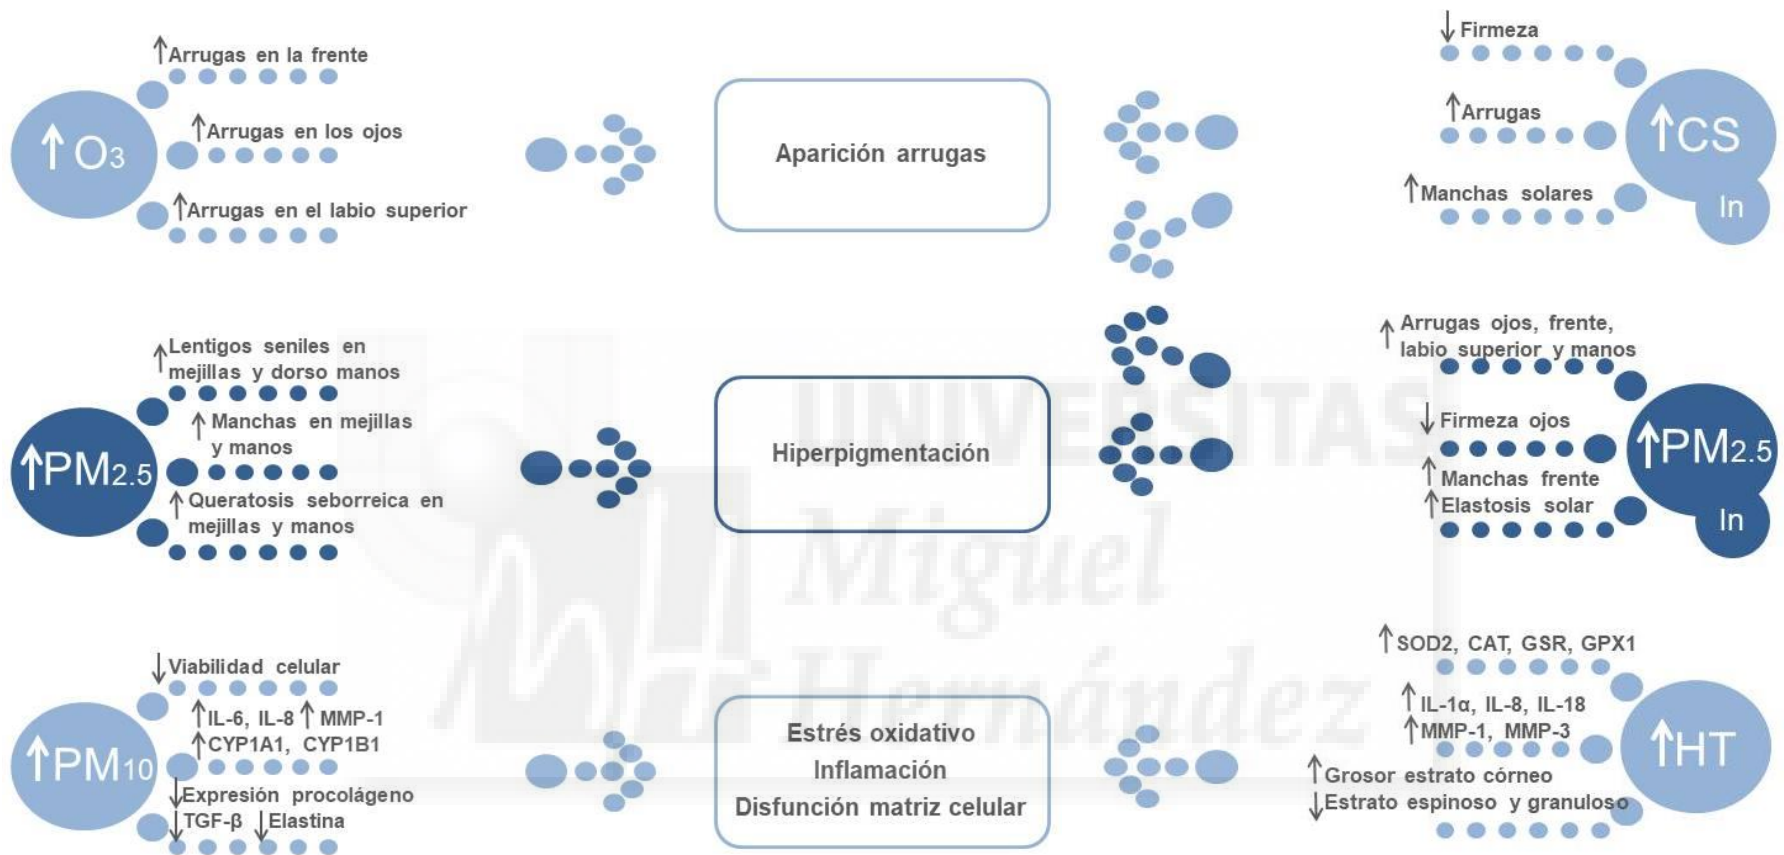 ↑Arrugas en la frente
↑O3
↑Arrugas en los ojos
↑Arrugas en el labio superior
Aparición arrugas
↓Firmeza
↑Arrugas
↑Manchas solares
↑CS
In
↑Lentigos seniles en
mejillas y dorso manos
↑PM2.5
↑Manchas en mejillas
y manos
↑Queratosis seborreica en
mejillas y manos
Hiperpigmentación
↑Arrugas ojos, frente,
labio superior y manos
↓Firmeza ojos
↑Manchas frente
↑Elastosis solar
↑PM2.5
In
↓Viabilidad celular
↑PM10
↑IL-6, IL-8 ↑MMP-1
↑CYP1A1, CYP1B1
↓Expresión procolágeno
↓TGF-β ↓Elastina
Estrés oxidativo
Inflamación
Disfunción matriz celular
↑SOD2, CAT, GSR, GPX1
↑IL-1α, IL-8, IL-18
↑MMP-1, MMP-3
↑Grosor estrato córneo
↓Estrato espinoso y granuloso
↑HT
UNIVERSITAS
Miguel
Hernández